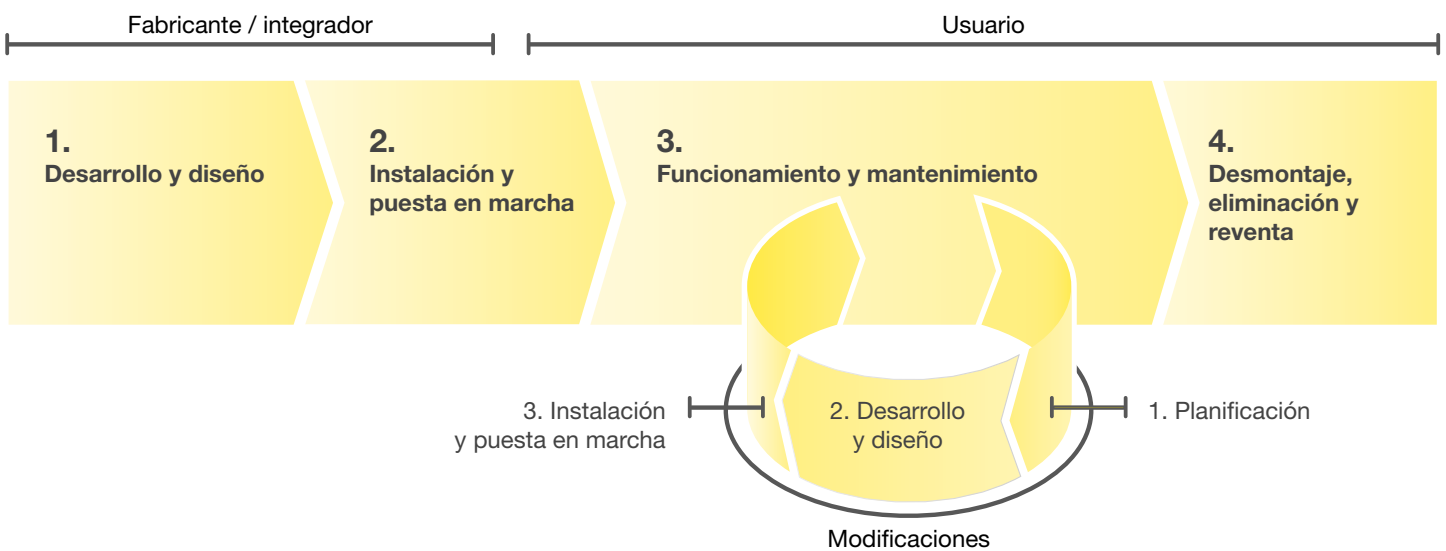 Fabricante / integrador
Usuario
1.
Desarrollo y diseño
2.
Instalación y
puesta en marcha
3.
Funcionamiento y mantenimiento
4.
Desmontaje,
eliminación y
reventa
3. Instalación
y puesta en marcha
2. Desarrollo
y diseño
1. Planificación
Modificaciones